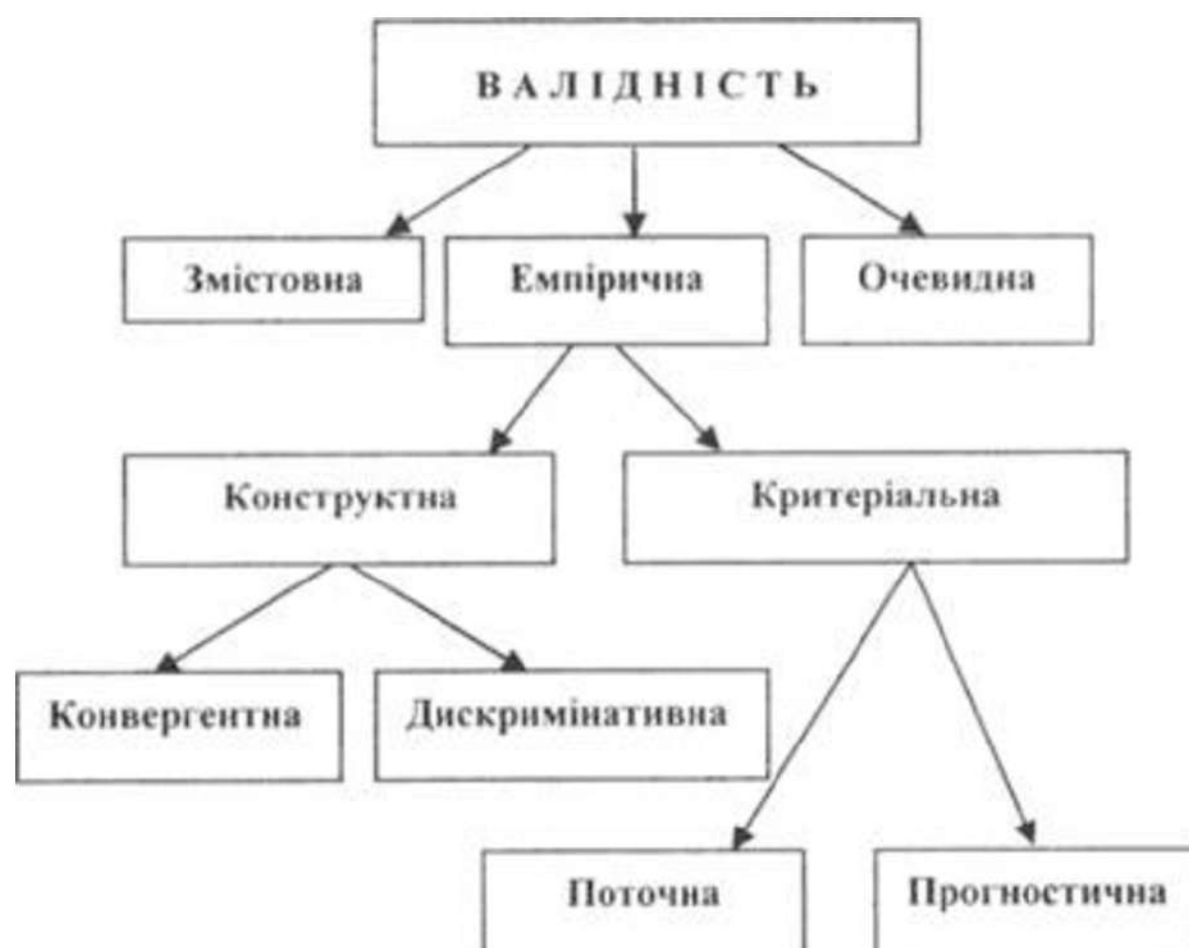 ВАЛІДНІСТЬ
Змістовна
Емпірична
Очевидна
Конструктна
Критеріальна
Конвергентна
Дискримінативна
Поточна
Прогностична